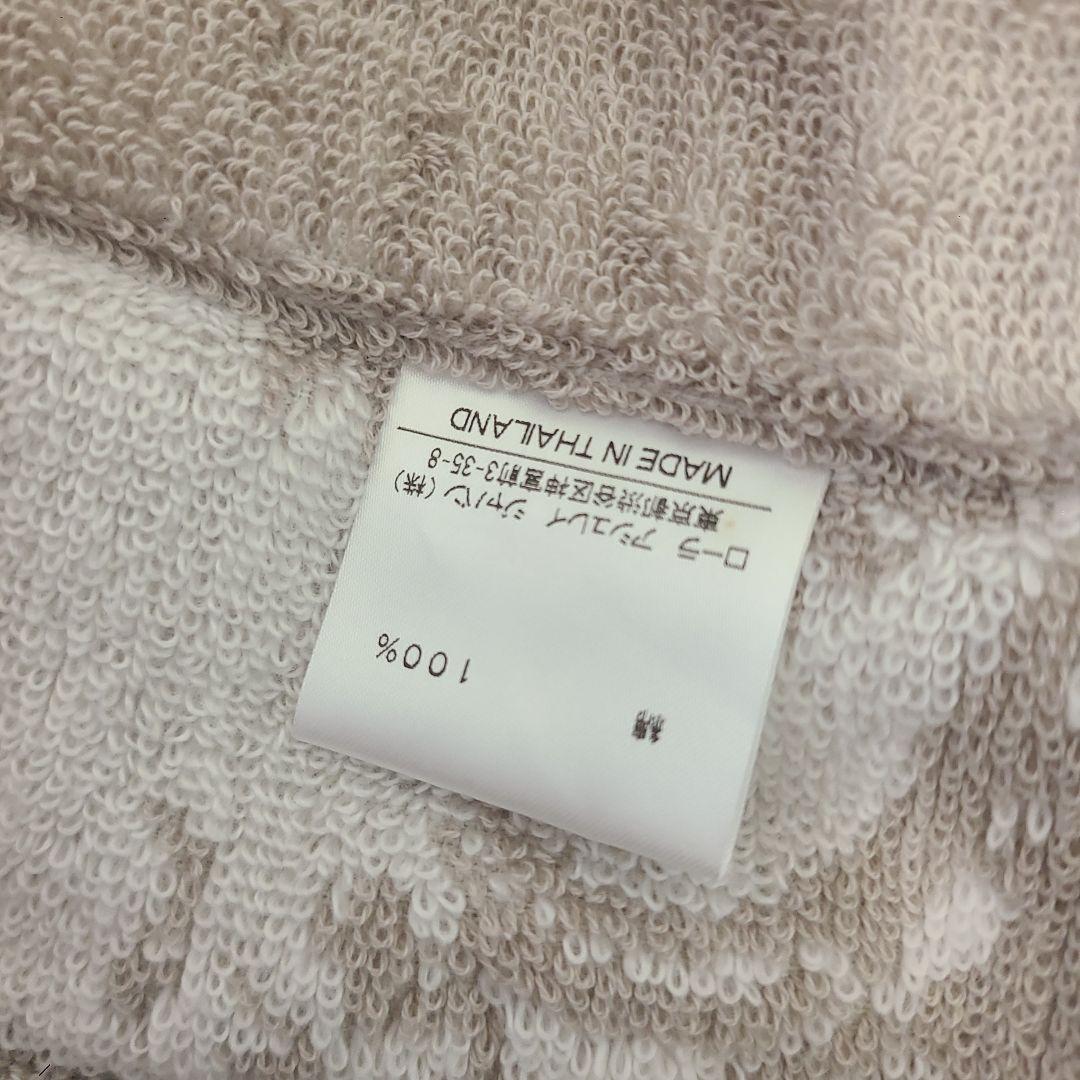 綿
100%
ローラ アシュレイ ジャパン(株)
東京都渋谷区神宮前3-35-8
MADE IN THAILAND